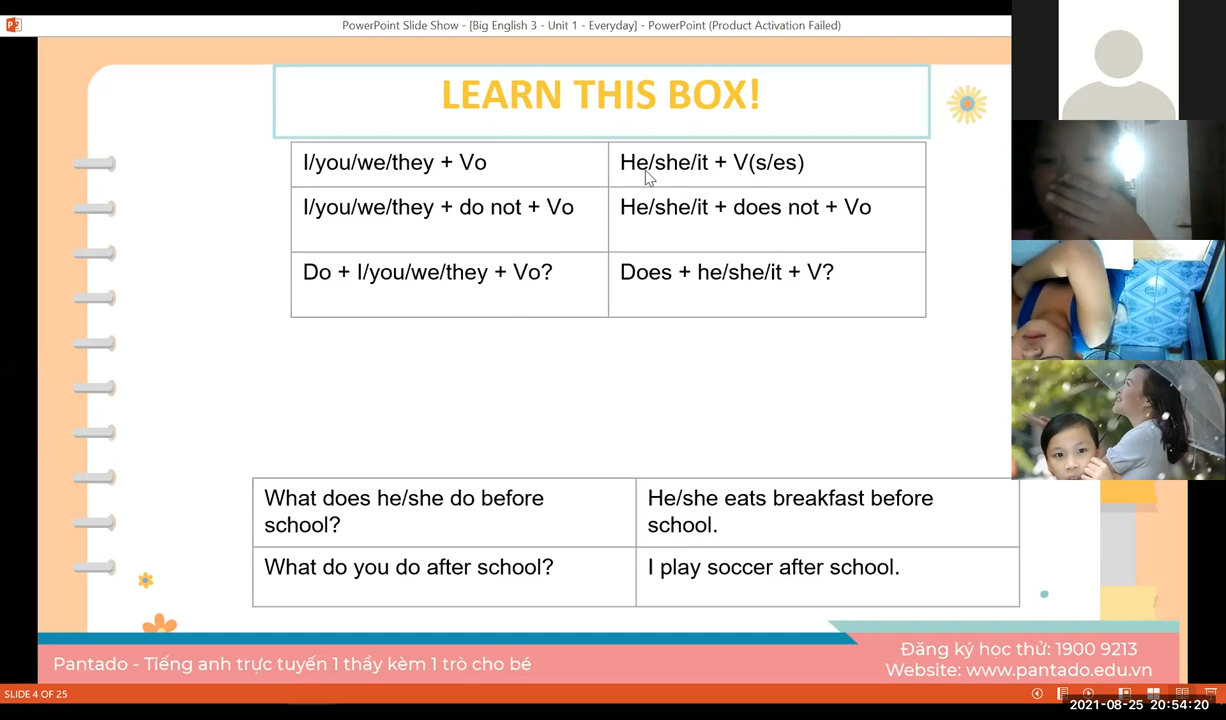 PowerPoint Slide Show - [Big English 3 - Unit 1 - Everyday] - PowerPoint (Product Activation Failed)
LEARN THIS BOX!
I/you/we/they + Vo
He/she/it + V(s/es)
I/you/we/they + do not + Vo
He/she/it + does not + Vo
Do + I/you/we/they + Vo?
Does + he/she/it + V?
What does he/she do before
school?
He/she eats breakfast before
school.
What do you do after school?
I play soccer after school.
Pantado - Tiếng anh trực tuyến 1 thầy kèm 1 trò cho bé
Đăng ký học thử: 1900 9213
Website: www.pantado.edu.vn
SLIDE 4 OF 25
2021-08-25 20:54:20